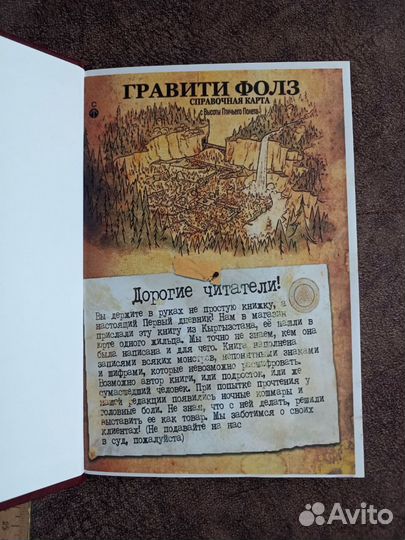 ГРАВИТИ ФОЛЗ
СПРАВОЧНАЯ КАРТА
с Высоты Птичьего Полета
С
Дорогие читатели!
Вы держите в руках не простую книжку, а
настоящий Первый дневник! Нам в магазин
прислали эту книгу из Кыргызстана, её нашли в
юрте одного жильца. Мы точно не знаем, кем она
была написана и для чего. Книга наполнена
записями всяких монстров, непонятными знаками
и шифрами, которые невозможно расшифровать.
Возможно автор книги, или подросток, или же
сумасшедший человек. При попытке прочтения у
нашей редакции появились ночные кошмары и
головные боли. Не зная, что с ней делать, решили
выставить ее как товар. Мы заботимся о своих
клиентах! (Не подавайте на нас
в суд, пожалуйста)
Avito